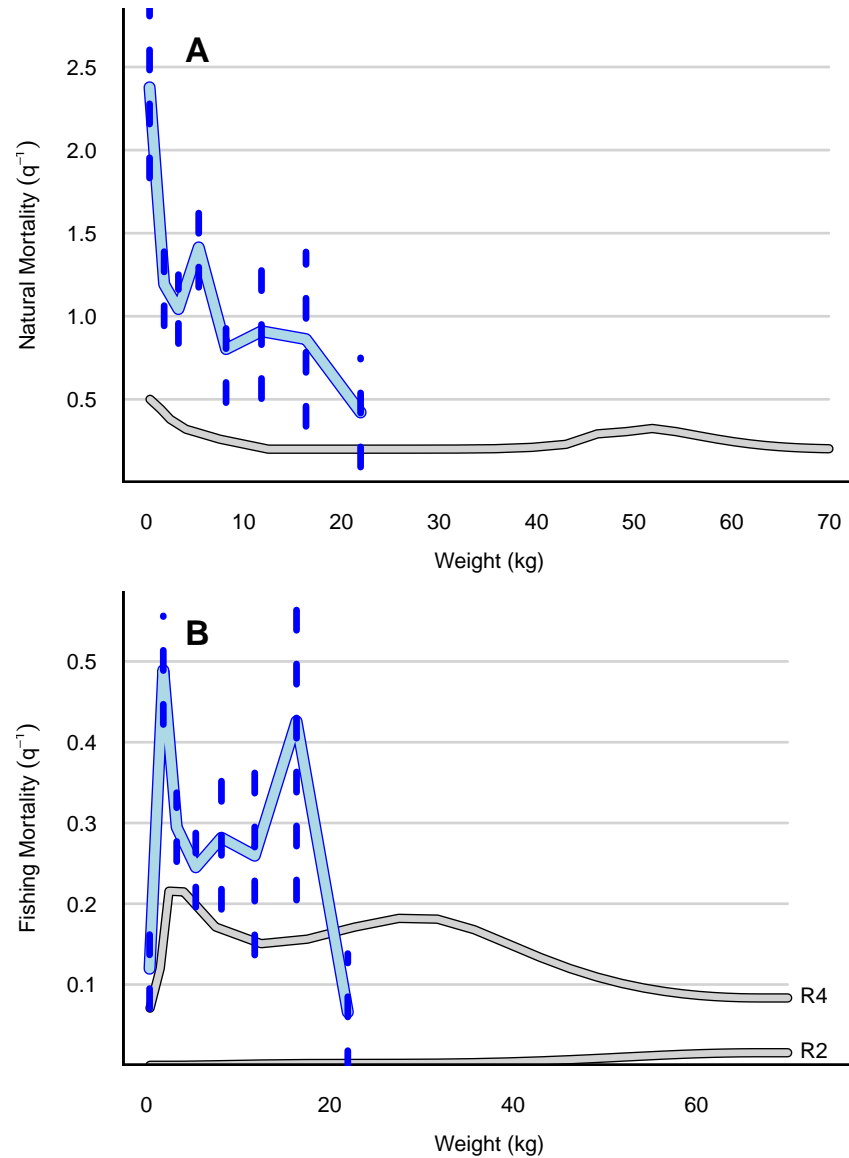 A
2.5
2.0
1.5
1.0
0.5
Natural Mortality (q⁻¹)
0 10 20 30 40 50 60 70
Weight (kg)
B
0.5
0.4
0.3
0.2
0.1
Fishing Mortality (q⁻¹)
R4
R2
0 20 40 60
Weight (kg)